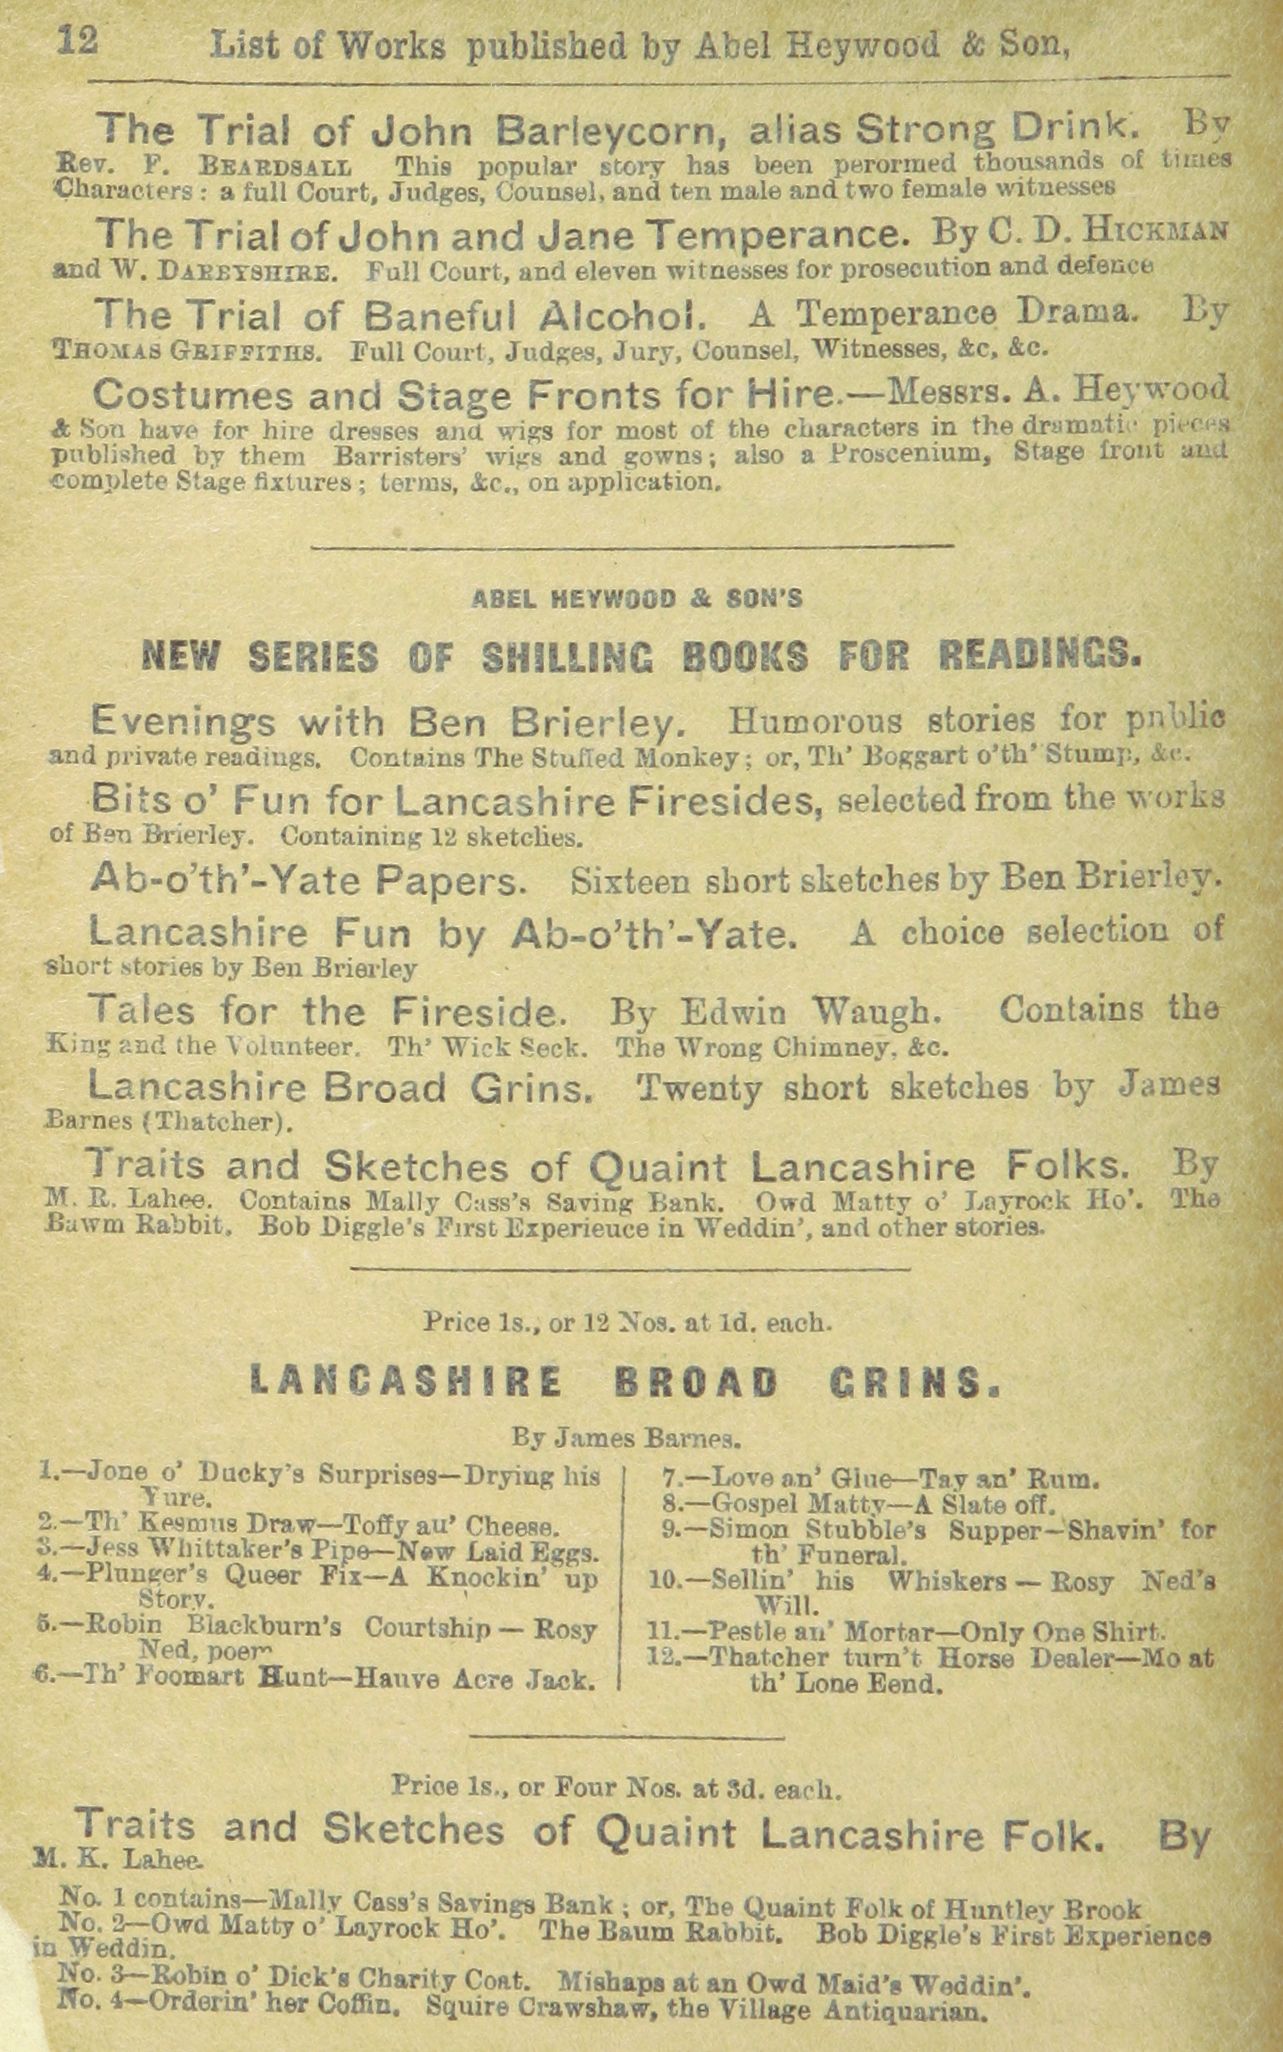 12 List of Works published by Abel Heywood & Son,
The Trial of John Barleycorn, alias Strong Drink. By
Rev. F. Beardsall This popular story has been perormed thousands of times
Characters: a full Court, Judges, Counsel, and ten male and two female witnesses
The Trial of John and Jane Temperance. By C. D. Hickman
and W. Darbyshire. Full Court, and eleven witnesses for prosecution and defence
The Trial of Baneful Alcohol. A Temperance Drama. By
Thomas Griffiths. Full Court, Judges, Jury, Counsel, Witnesses, &c, &c.
Costumes and Stage Fronts for Hire.—Messrs. A. Heywood
& Son have for hire dresses and wigs for most of the characters in the dramatic pieces
published by them Barristers' wigs and gowns; also a Proscenium, Stage front and
complete Stage fixtures; terms, &c., on application.
ABEL HEYWOOD & SON'S
NEW SERIES OF SHILLING BOOKS FOR READINGS.
Evenings with Ben Brierley. Humorous stories for public
and private readings. Contains The Stuffed Monkey; or, Th' Boggart o'th' Stump, &c.
Bits o' Fun for Lancashire Firesides, selected from the works
of Ben Brierley. Containing 12 sketches.
Ab-o'th'-Yate Papers. Sixteen short sketches by Ben Brierley.
Lancashire Fun by Ab-o'th'-Yate. A choice selection of
short stories by Ben Brierley
Tales for the Fireside. By Edwin Waugh. Contains the
King and the Volunteer. Th' Wick Seck. The Wrong Chimney, &c.
Lancashire Broad Grins. Twenty short sketches by James
Barnes (Thatcher).
Traits and Sketches of Quaint Lancashire Folks. By
M. R. Lahee. Contains Mally Cass's Saving Bank. Owd Matty o' Layrock Ho'. The
Bawm Rabbit. Bob Diggle's First Experieuce in Weddin', and other stories.
Price 1s., or 12 Nos. at 1d. each.
LANCASHIRE BROAD GRINS.
By James Barnes.
1.—Jone o' Ducky's Surprises—Drying his
Yure.
2.—Th' Kesmus Draw—Toffy au' Cheese.
3.—Jess Whittaker's Pipe—New Laid Eggs.
4.—Plunger's Queer Fix—A Knockin' up
Story.
5.—Robin Blackburn's Courtship — Rosy
Ned, poem
6.—Th' Foomart Hunt—Hauve Acre Jack.
7.—Love an' Glue—Tay an' Rum.
8.—Gospel Matty—A Slate off.
9.—Simon Stubble's Supper—Shavin' for
th' Funeral.
10.—Sellin' his Whiskers — Rosy Ned's
Will.
11.—Pestle an' Mortar—Only One Shirt.
12.—Thatcher turn't Horse Dealer—Mo at
th' Lone Eend.
Price 1s., or Four Nos. at 3d. each.
Traits and Sketches of Quaint Lancashire Folk. By
M. K. Lahee.
No. 1 contains—Mally Cass's Savings Bank; or, The Quaint Folk of Huntley Brook
No. 2—Owd Matty o' Layrock Ho'. The Baum Rabbit. Bob Diggle's First Experience
in Weddin.
No. 3—Robin o' Dick's Charity Coat. Mishaps at an Owd Maid's Weddin'.
No. 4—Orderin' her Coffin. Squire Crawshaw, the Village Antiquarian.